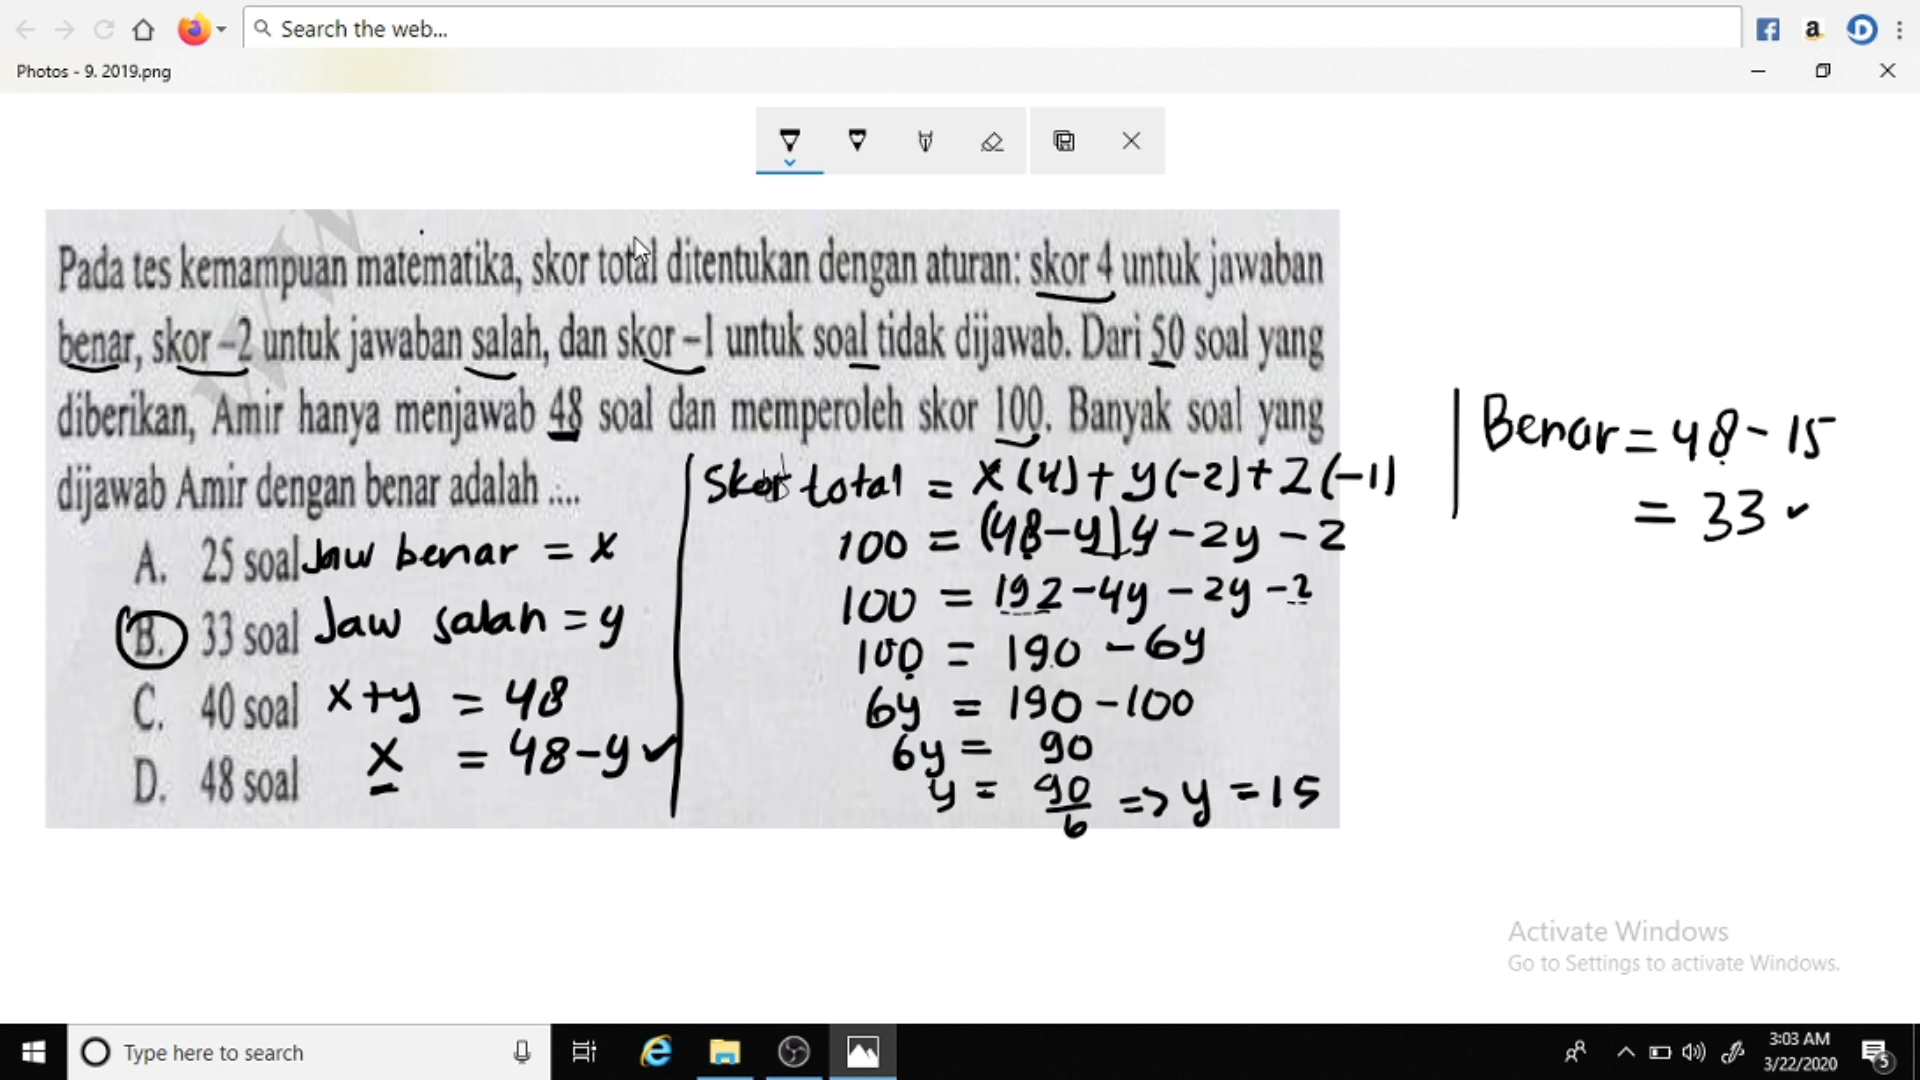 Search the web...
Photos - 9. 2019.png
Pada tes kemampuan matematika, skor total ditentukan dengan aturan: skor 4 untuk jawaban
benar, skor –2 untuk jawaban salah, dan skor –1 untuk soal tidak dijawab. Dari 50 soal yang
diberikan, Amir hanya menjawab 48 soal dan memperoleh skor 100. Banyak soal yang
dijawab Amir dengan benar adalah ....
A. 25 soal
B. 33 soal
C. 40 soal
D. 48 soal
Jaw benar = x
Jaw salah = y
x+y = 48
x = 48-y ✓
Skor total = x(4) + y(-2) + 2(-1)
100 = (48-y)4 - 2y - 2
100 = 192 - 4y - 2y - 2
100 = 190 - 6y
6y = 190 - 100
6y = 90
y = 90/6 => y = 15
Benar = 48 - 15
= 33 ✓
Activate Windows
Go to Settings to activate Windows.
Type here to search
3:03 AM
3/22/2020
5